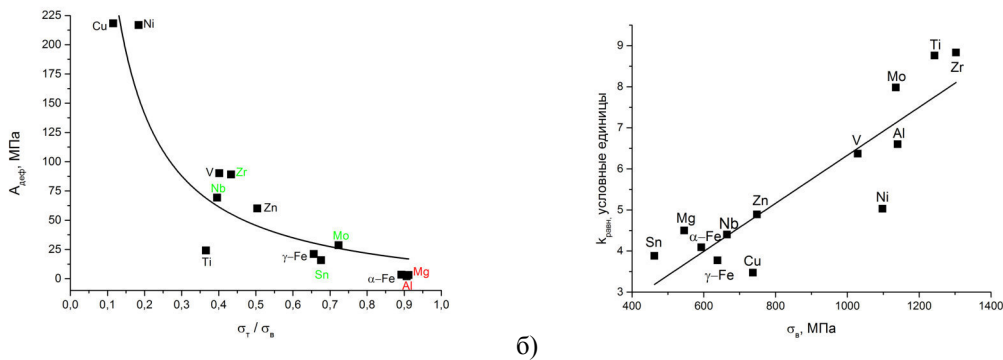 225
200
175
150
125
100
75
50
25
0
A_деф, МПа
Cu
Ni
V
Zr
Nb
Zn
Ti
Mo
γ–Fe
Sn
α–Fe
Mg
Al
0,0 0,1 0,2 0,3 0,4 0,5 0,6 0,7 0,8 0,9 1,0
σ_т / σ_в
б)
9
8
7
6
5
4
3
k_равн, условные единицы
Ti
Zr
Mo
Al
V
Ni
Zn
Mg
Nb
α–Fe
Sn
γ–Fe
Cu
400 600 800 1000 1200 1400
σ_в, МПа